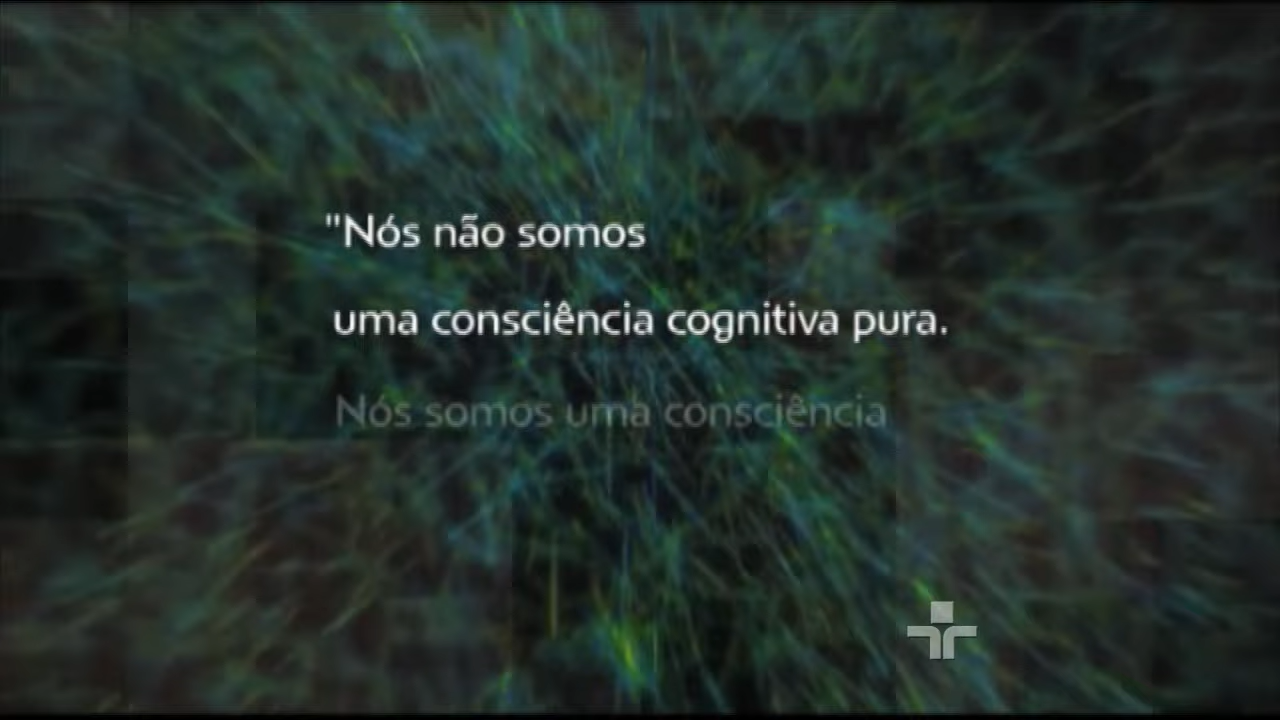 "Nós não somos
uma consciência cognitiva pura.
Nós somos uma consciência